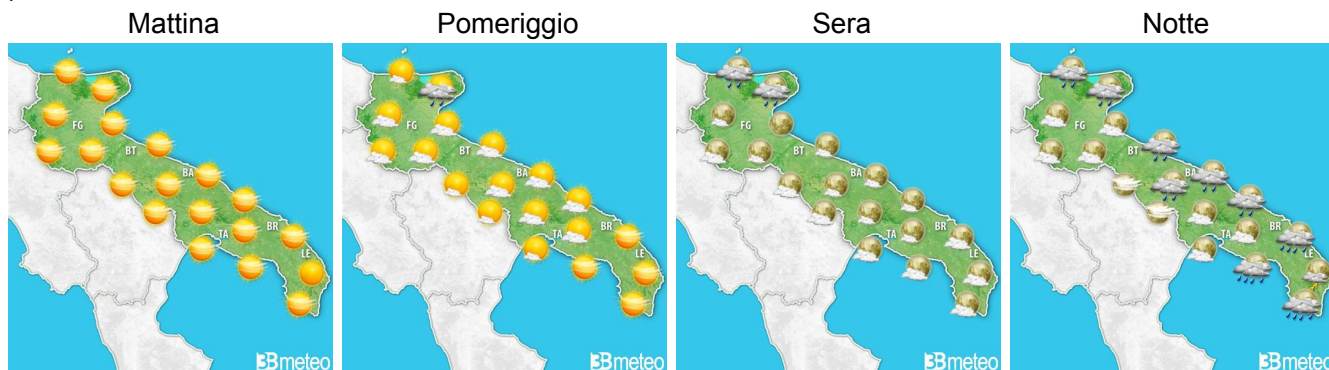 Mattina
Pomeriggio
Sera
Notte
FG
BT
BA
TA
BR
LE
3Bmeteo
FG
BT
BA
TA
BR
LE
3Bmeteo
FG
BT
BA
TA
BR
LE
3Bmeteo
FG
BT
BA
TA
BR
LE
3Bmeteo